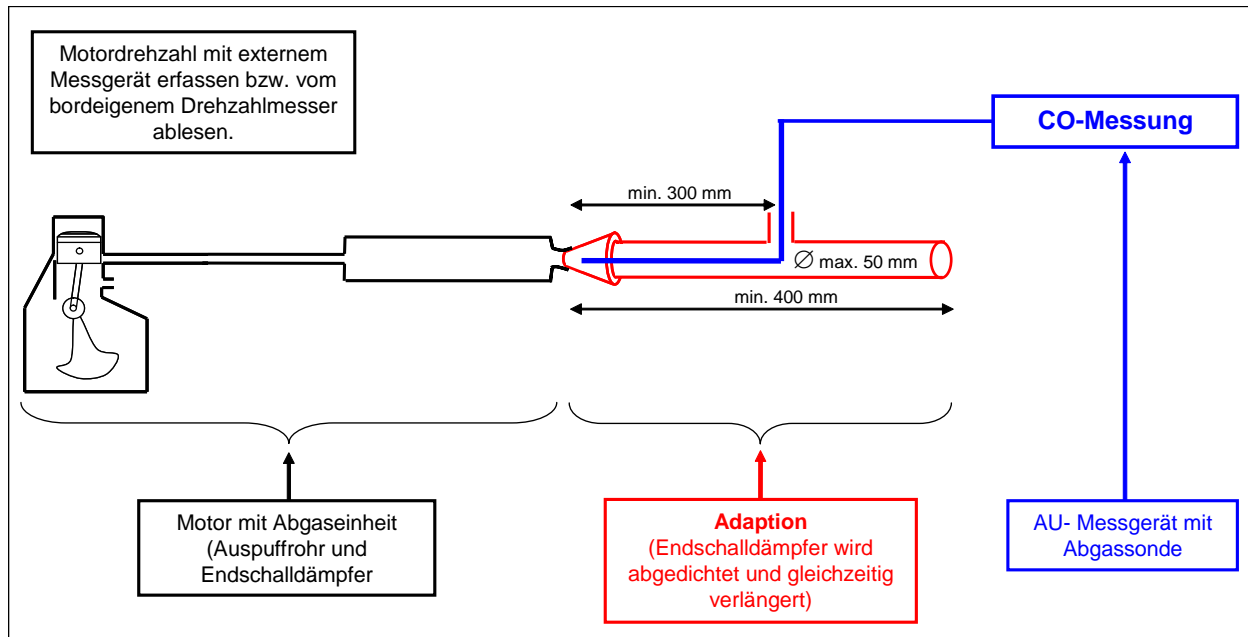 Motordrehzahl mit externem
Messgerät erfassen bzw. vom
bordeigenem Drehzahlmesser
ablesen.
CO-Messung
min. 300 mm
∅ max. 50 mm
min. 400 mm
Motor mit Abgaseinheit
(Auspuffrohr und
Endschalldämpfer
Adaption
(Endschalldämpfer wird
abgedichtet und gleichzeitig
verlängert)
AU- Messgerät mit
Abgassonde